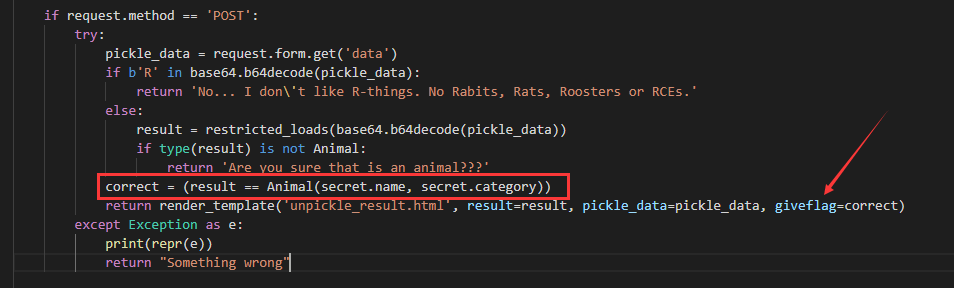 if request.method == 'POST':
try:
pickle_data = request.form.get('data')
if b'R' in base64.b64decode(pickle_data):
return 'No... I don\'t like R-things. No Rabits, Rats, Roosters or RCEs.'
else:
result = restricted_loads(base64.b64decode(pickle_data))
if type(result) is not Animal:
return 'Are you sure that is an animal???'
correct = (result == Animal(secret.name, secret.category))
return render_template('unpickle_result.html', result=result, pickle_data=pickle_data, giveflag=correct)
except Exception as e:
print(repr(e))
return "Something wrong"